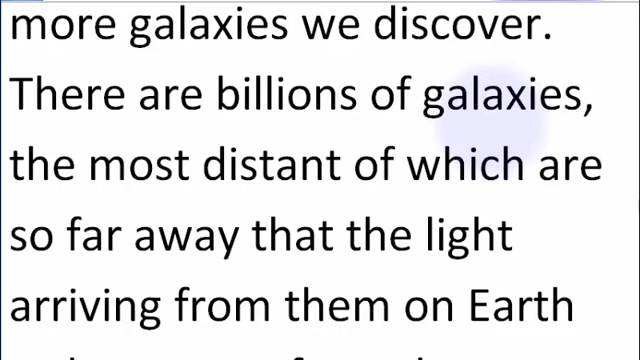 more galaxies we discover.
There are billions of galaxies,
the most distant of which are
so far away that the light
arriving from them on Earth